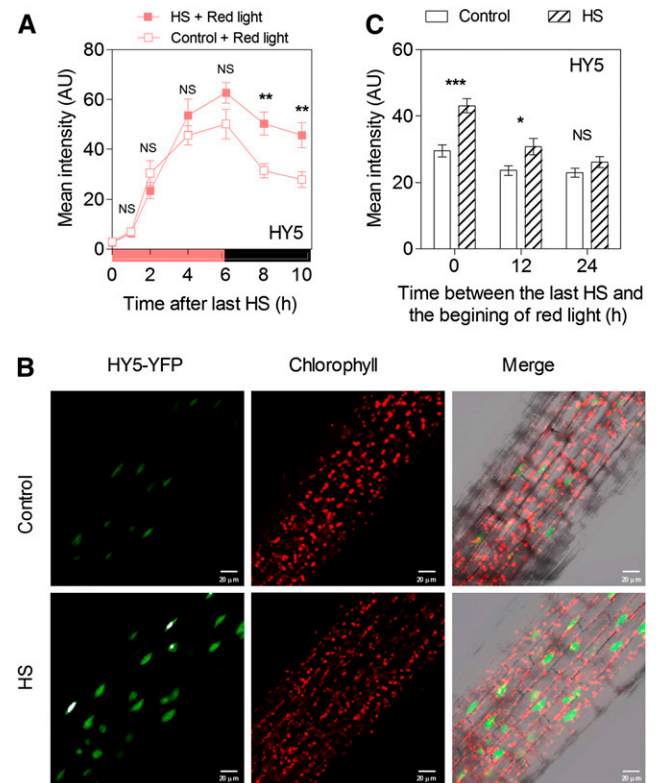 A
HS + Red light
Control + Red light
Mean intensity (AU)
80
60
40
20
0
NS
NS
NS
NS
**
**
HY5
0
2
4
6
8
10
Time after last HS (h)
C
Control
HS
Mean intensity (AU)
60
40
20
0
HY5
***
*
NS
0
12
24
Time between the last HS and
the begining of red light (h)
B
HY5-YFP
Chlorophyll
Merge
Control
20 µm
20 µm
20 µm
HS
20 µm
20 µm
20 µm